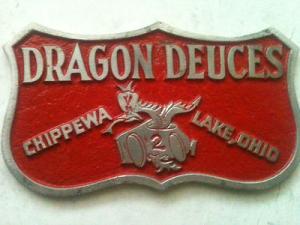 DRAGON DEUCES
CHIPPEWA
LAKE, OHIO
2